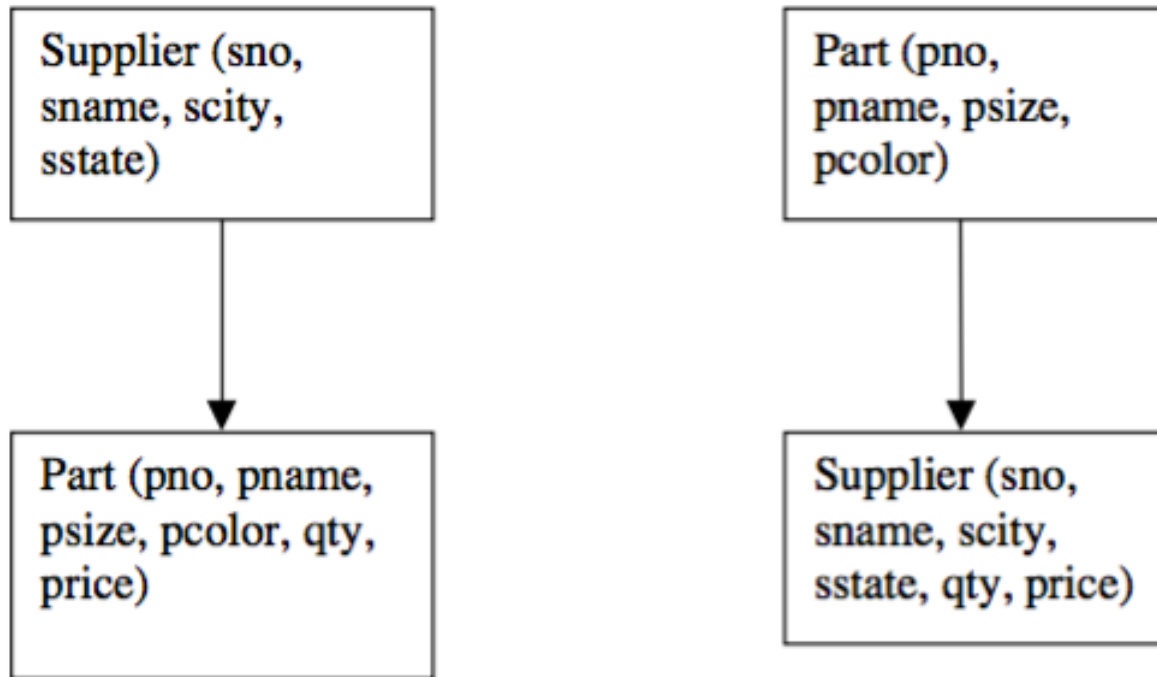 Supplier (sno,
sname, scity,
sstate)
Part (pno, pname,
psize, pcolor, qty,
price)
Part (pno,
pname, psize,
pcolor)
Supplier (sno,
sname, scity,
sstate, qty, price)